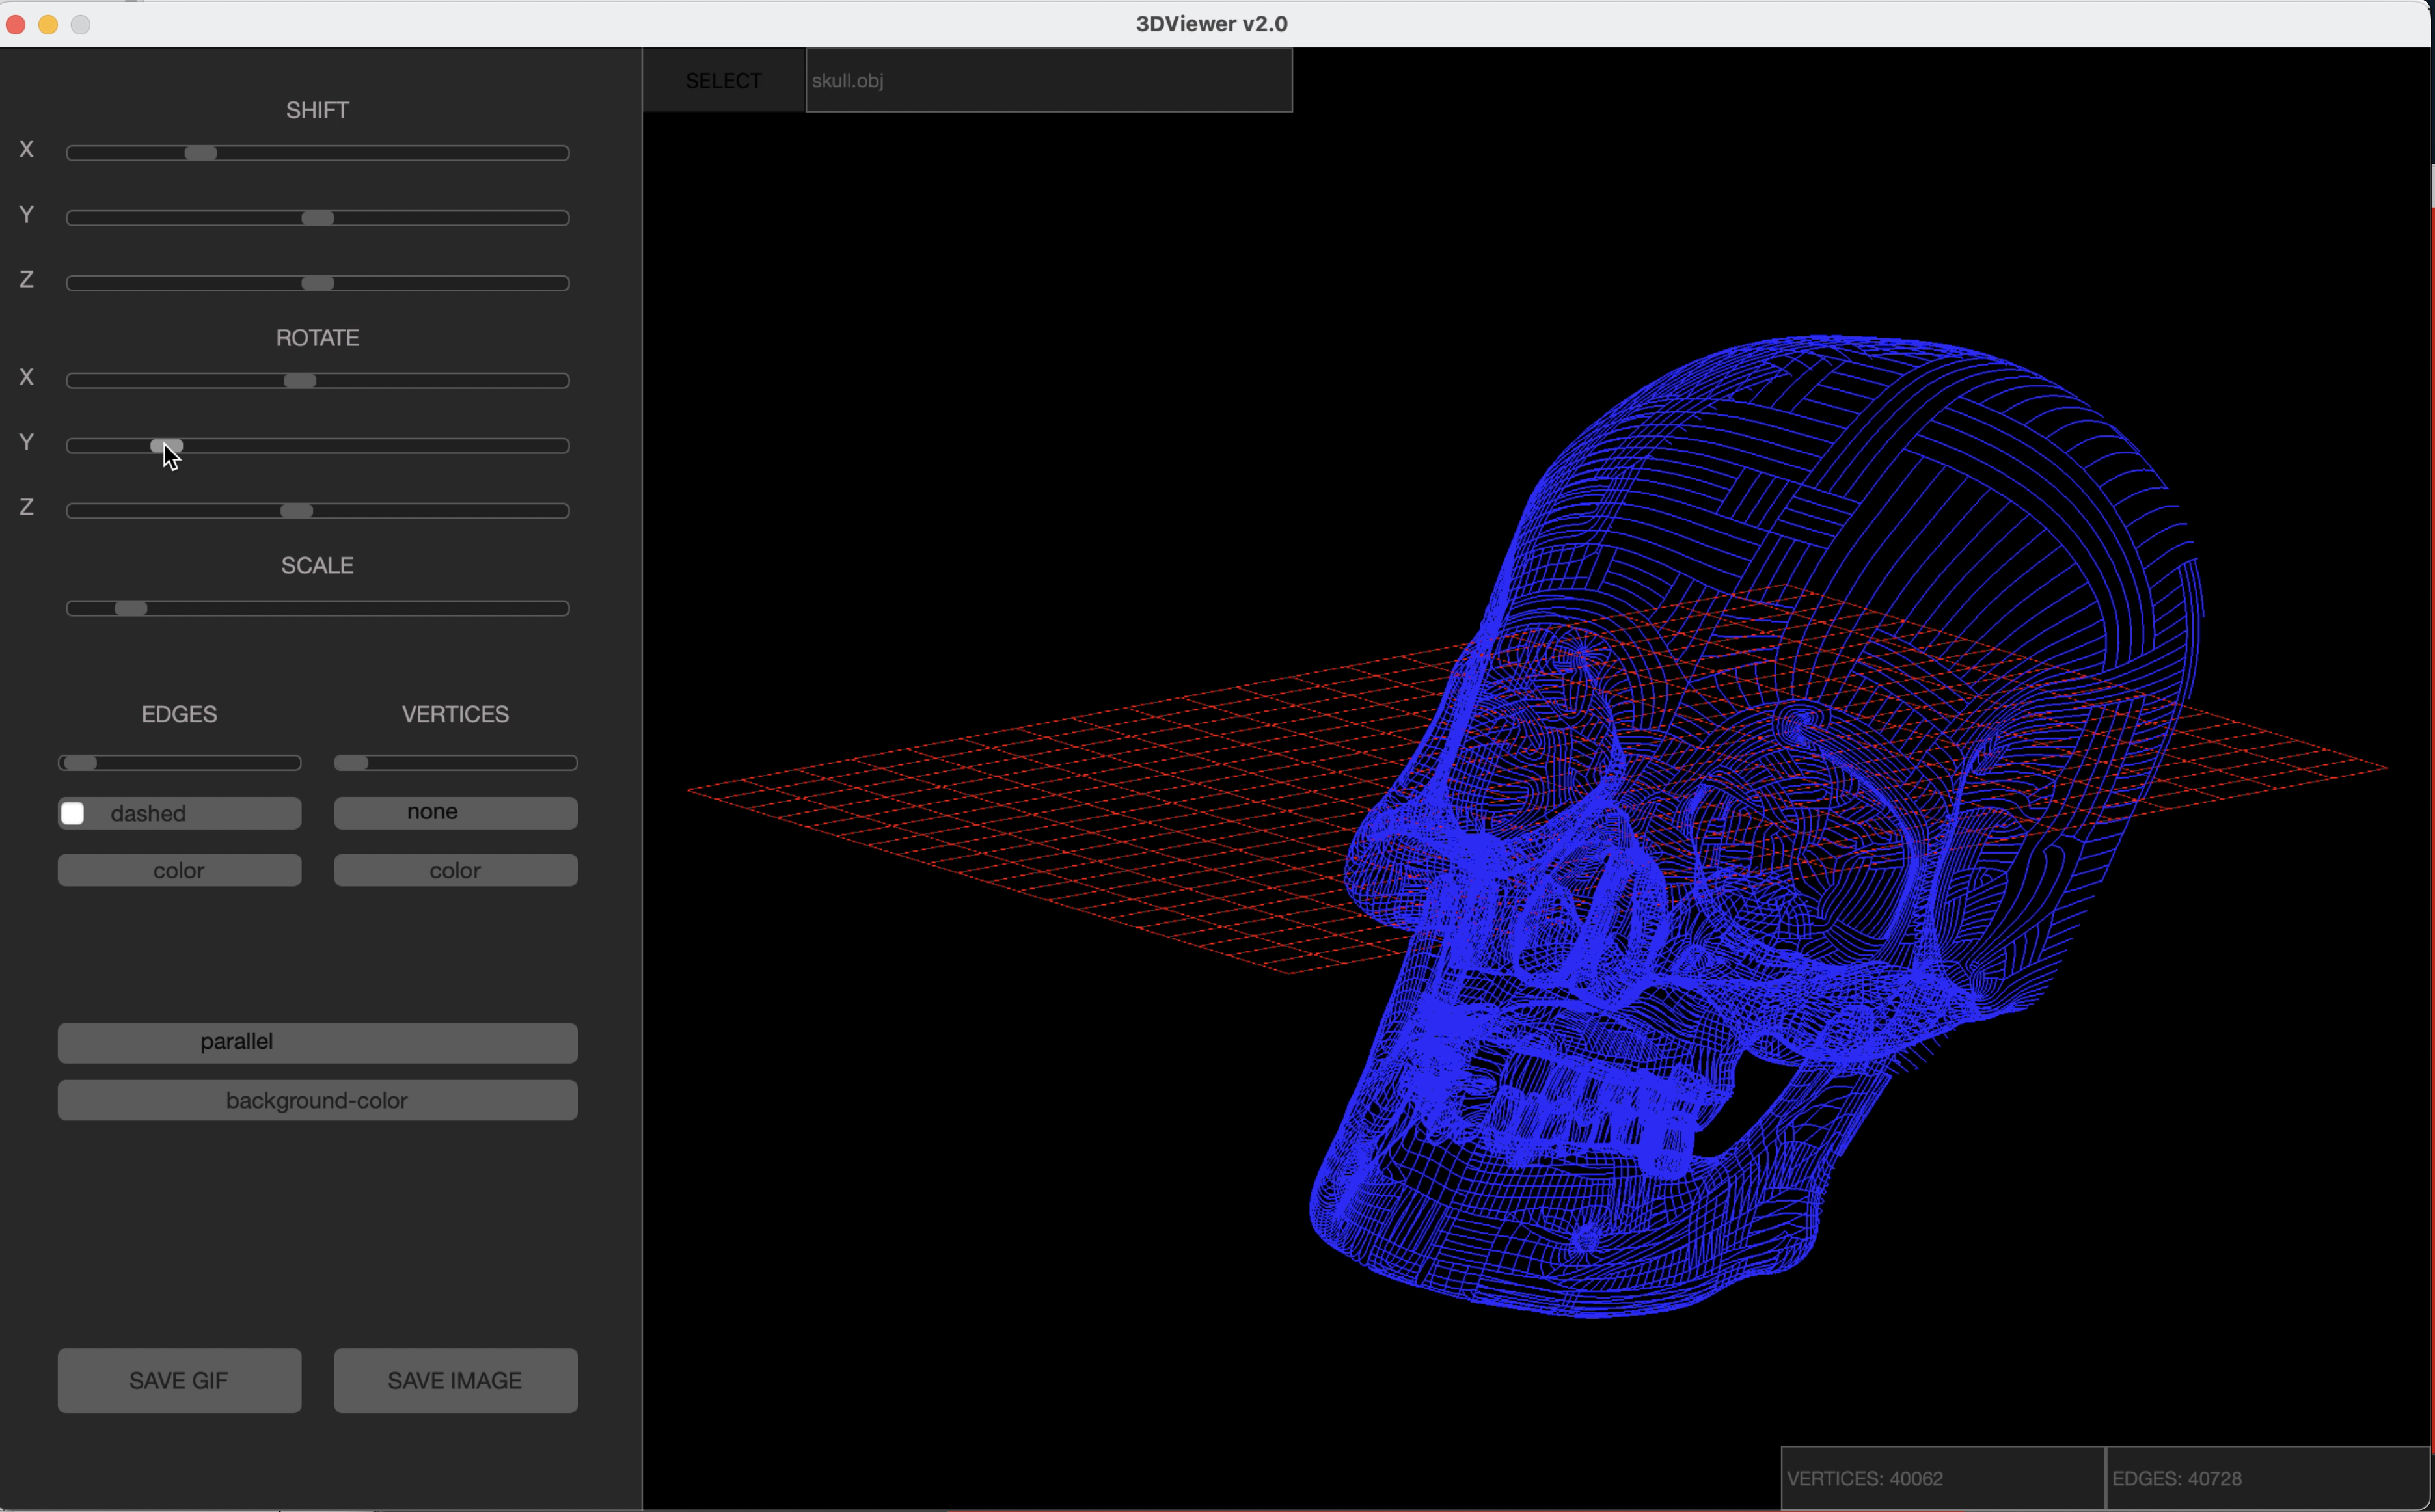 3DViewer v2.0
SELECT
skull.obj
SHIFT
X
Y
Z
ROTATE
X
Y
Z
SCALE
EDGES
VERTICES
dashed
none
color
color
parallel
background-color
SAVE GIF
SAVE IMAGE
VERTICES: 40062
EDGES: 40728